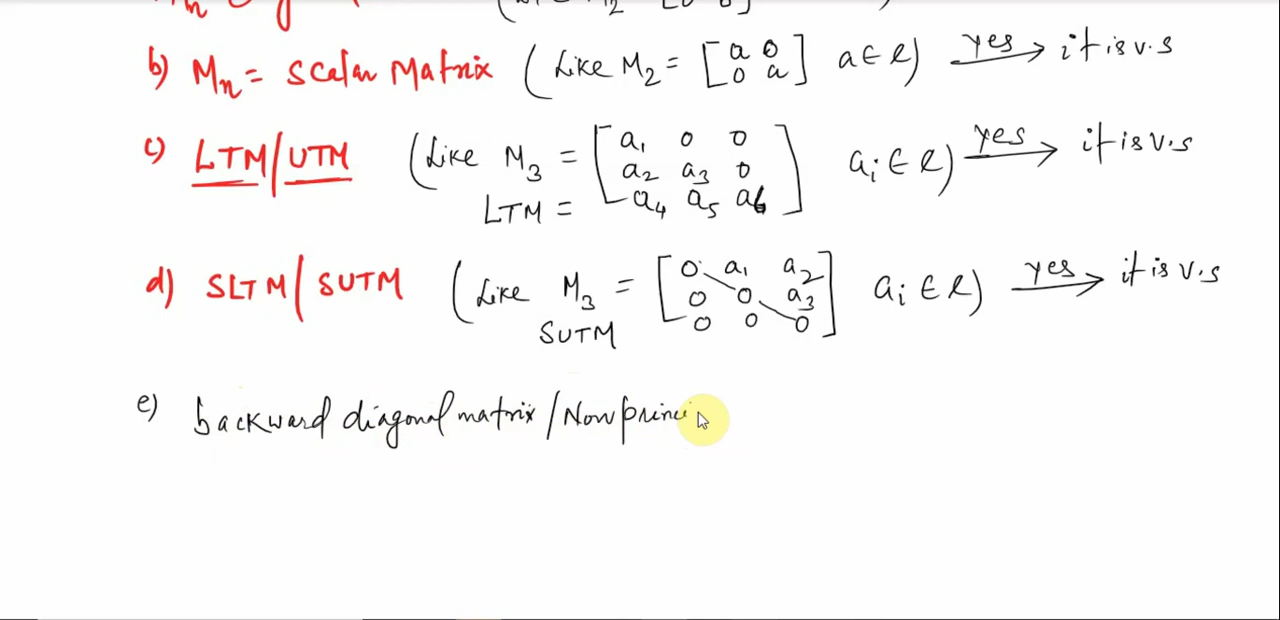 b) Mn = Scalar Matrix (Like M2 = [a 0 a ∈ R) yes→ it is v.s
0 a]
c) LTM/UTM (Like M3 = [a1 0 0 ai ∈ R) yes→ it is v.s
a2 a3 0
LTM = a4 a5 a6]
d) SLTM/SUTM (Like M3 = [0 a1 a2 ai ∈ R) yes→ it is v.s
0 0 a3
SUTM 0 0 0]
e) backward diagonal matrix/Nonprinci